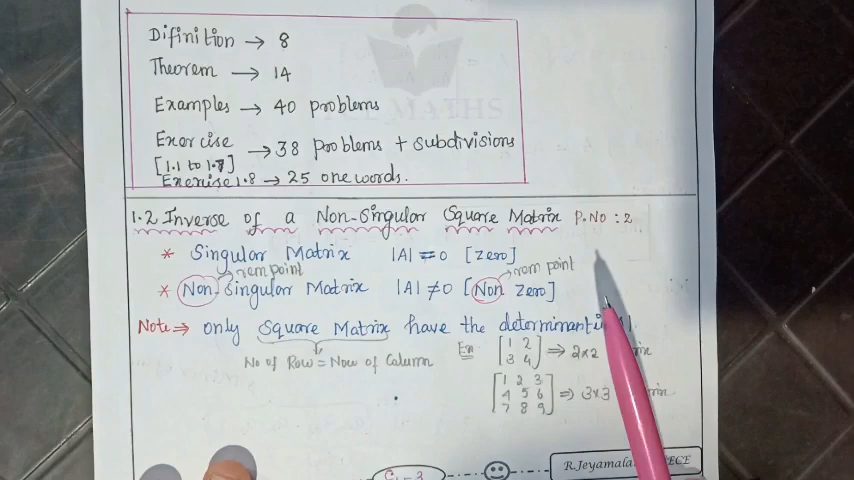 Difinition → 8
Theorem → 14
Examples → 40 problems
Exercise → 38 problems + subdivisions
[1.1 to 1.7]
Exercise 1.8 → 25 one words.
1.2 Inverse of a Non-Singular Square Matrix P.No : 2
* Singular Matrix |A| = 0 [Zero]
rem point
rem point
* Non-Singular Matrix |A| ≠ 0 [Non Zero]
Note ⇒ only Square Matrix have the determinant
No of Row = Now of Column
Ex [1 2
3 4] ⇒ 2×2
[1 2 3
4 5 6
7 8 9] ⇒ 3×3
R.Jeyamala ECE